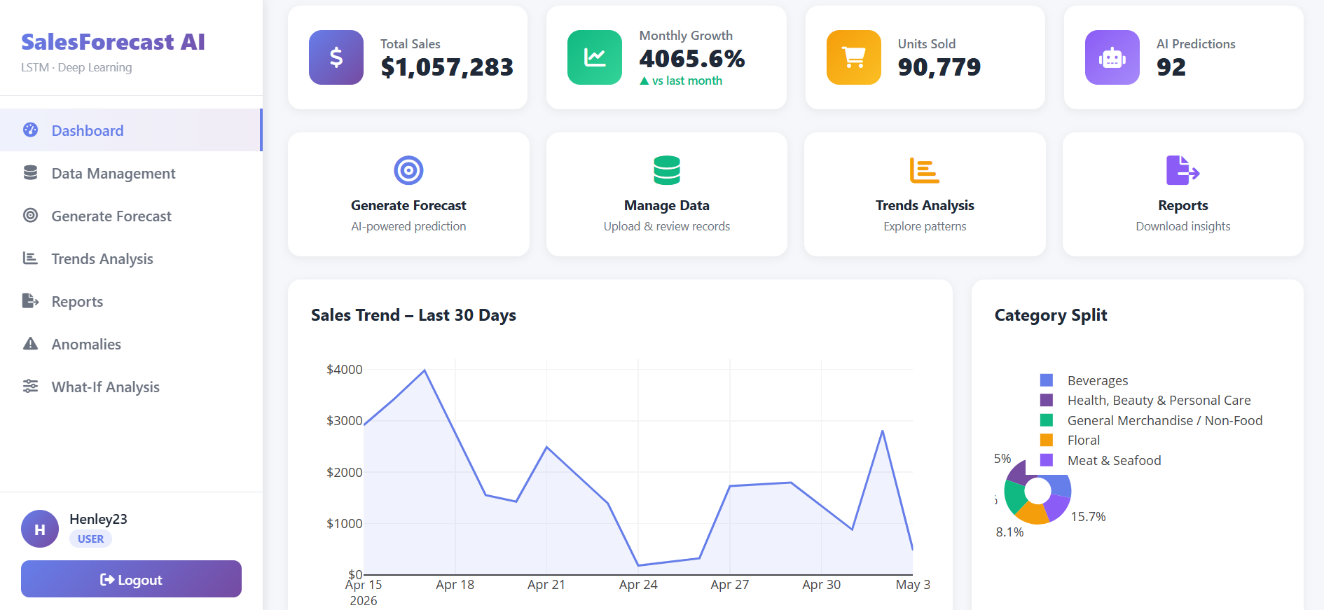 SalesForecast AI
LSTM · Deep Learning
Dashboard
Data Management
Generate Forecast
Trends Analysis
Reports
Anomalies
What-If Analysis
H
Henley23
USER
Logout
Total Sales
$1,057,283
Monthly Growth
4065.6%
▲ vs last month
Units Sold
90,779
AI Predictions
92
Generate Forecast
AI-powered prediction
Manage Data
Upload & review records
Trends Analysis
Explore patterns
Reports
Download insights
Sales Trend – Last 30 Days
$4000
$3000
$2000
$1000
$0
Apr 15
2026
Apr 18
Apr 21
Apr 24
Apr 27
Apr 30
May 3
Category Split
Beverages
Health, Beauty & Personal Care
General Merchandise / Non-Food
Floral
Meat & Seafood
5%
15.7%
8.1%